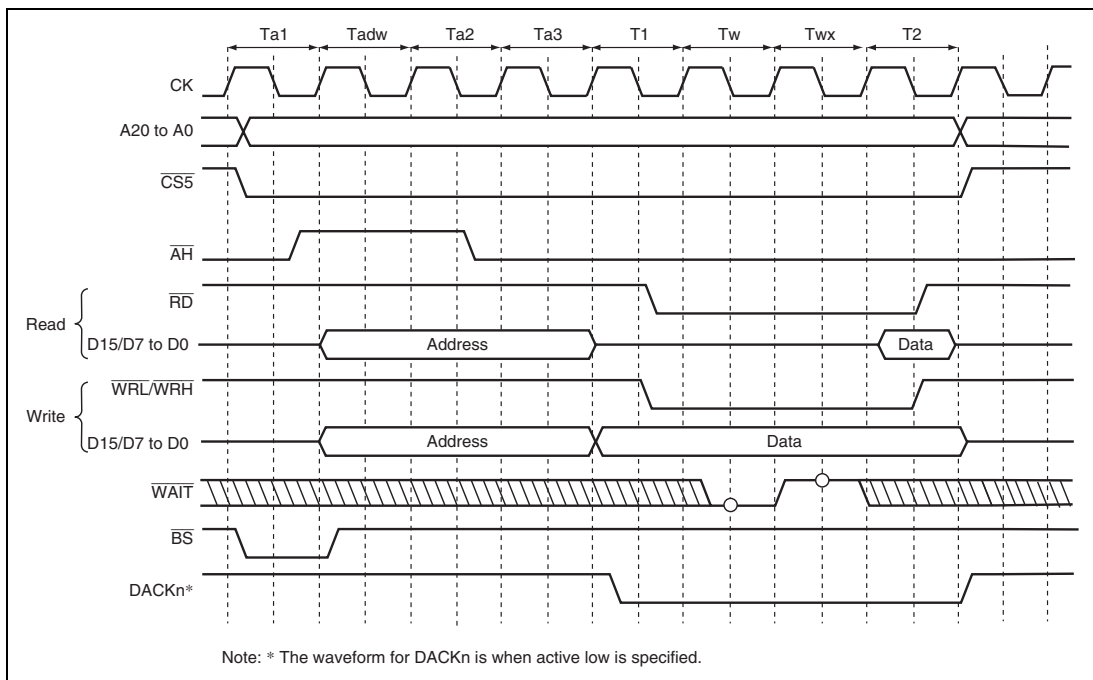 Ta1 Tadw Ta2 Ta3 T1 Tw Twx T2
CK
A20 to A0
CS5
AH
RD
Read
D15/D7 to D0 Address Data
WRL/WRH
Write
D15/D7 to D0 Address Data
WAIT
BS
DACKn*
Note: * The waveform for DACKn is when active low is specified.